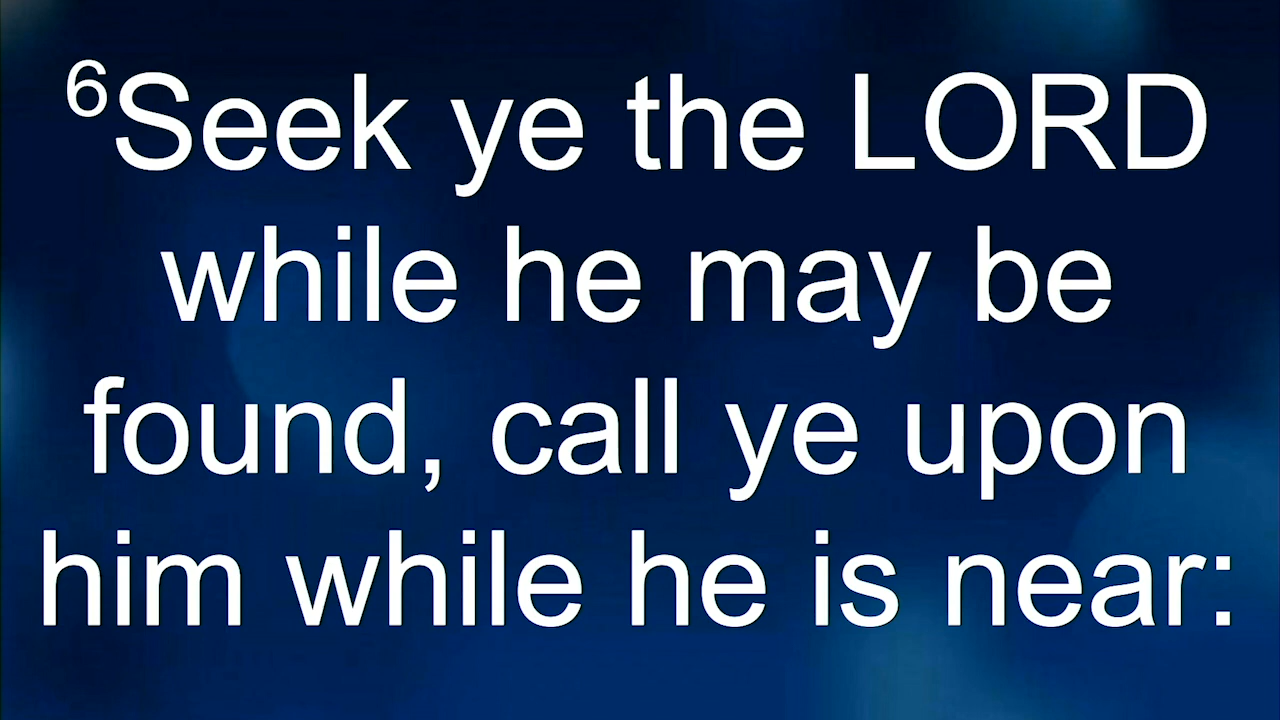 ⁶Seek ye the LORD
while he may be
found, call ye upon
him while he is near: